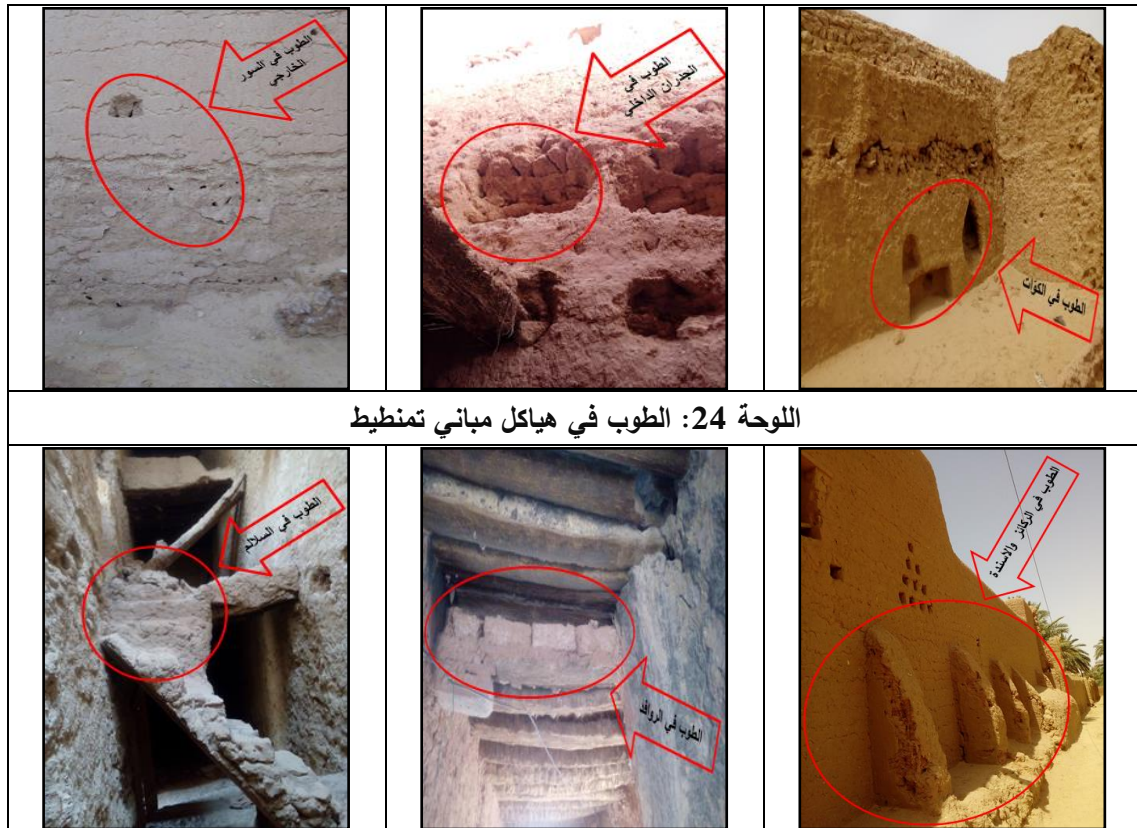 الطوب في الكوات
الطوب في
الجدران الداخلي
*الطوب في السور
الخارجي
اللوحة 24: الطوب في هياكل مباني تمنطيط
الطوب في الركائز والاسندة
الطوب في الروافد
الطوب في السلالم